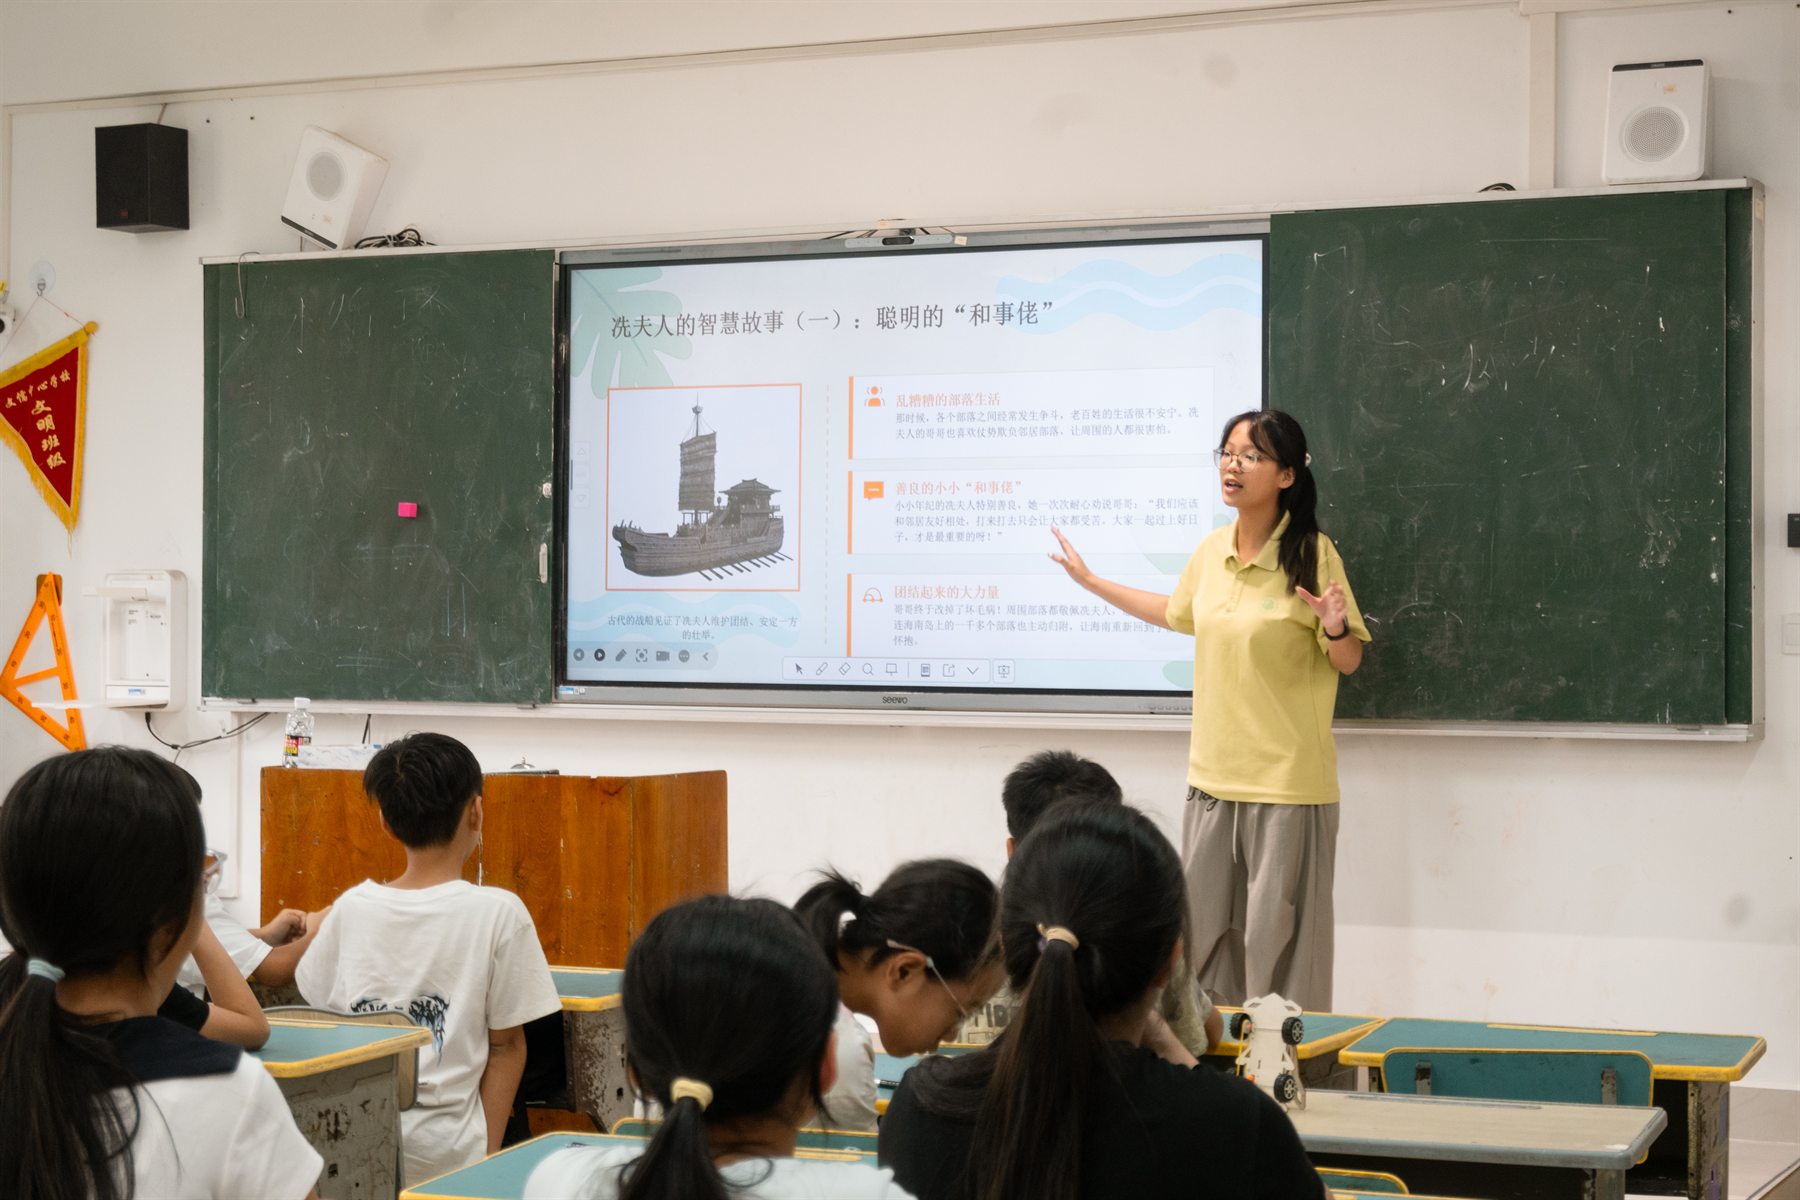 冼夫人的智慧故事（一）：聪明的“和事佬”
乱糟糟的部落生活
那时候，各个部落之间经常发生争斗，老百姓的生活很不安宁。冼
夫人的哥哥也喜欢仗势欺负邻居部落，让周围的人都很害怕。
善良的小小“和事佬”
小小年纪的冼夫人特别善良，她一次次耐心劝说哥哥：“我们应该
和邻居友好相处，打来打去只会让大家都受苦。大家一起过上好日
子，才是最重要的呀！”
团结起来的大力量
哥哥终于改掉了坏毛病！周围部落都敬佩冼夫人，
连海南岛上的一千多个部落也主动归附，让海南重新回到
怀抱。
古代的战船见证了冼夫人维护团结、安定一方
的壮举。
seewo
文儒中心学校
文明班级